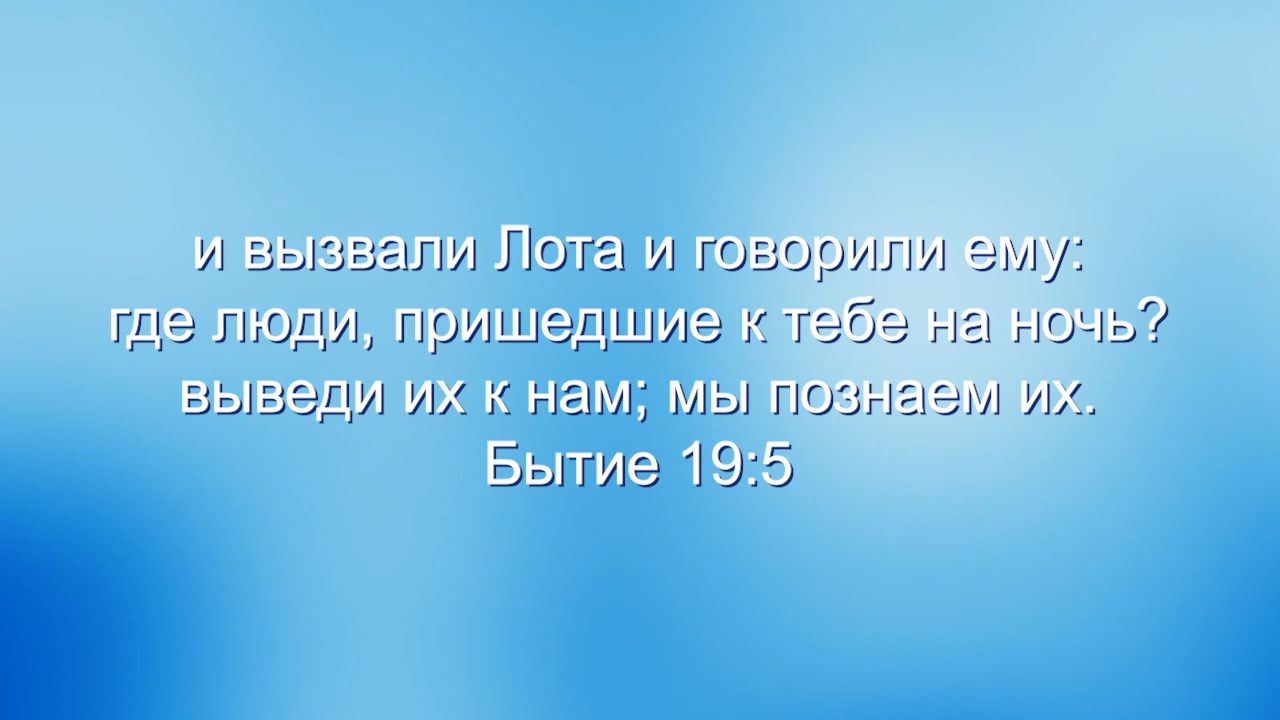 и вызвали Лота и говорили ему:
где люди, пришедшие к тебе на ночь?
выведи их к нам; мы познаем их.
Бытие 19:5